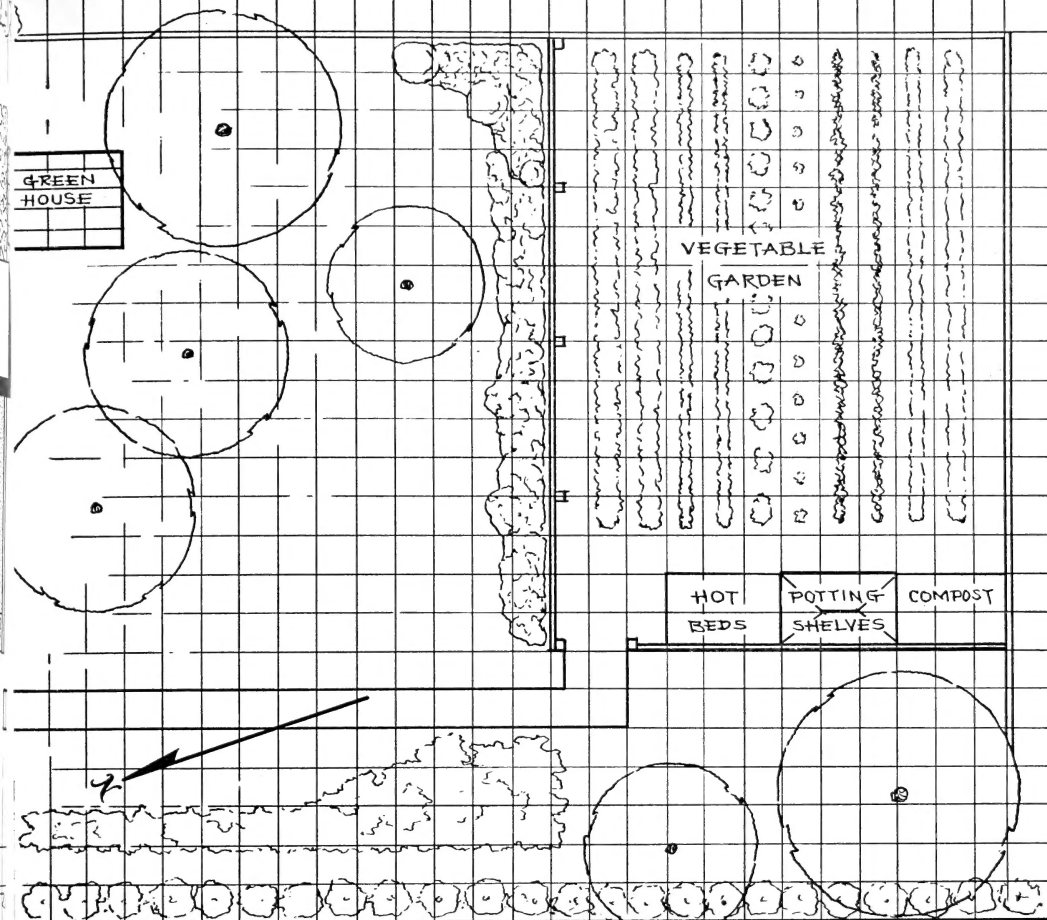 GREEN
HOUSE
VEGETABLE
GARDEN
HOT
BEDS
POTTING
SHELVES
COMPOST
N